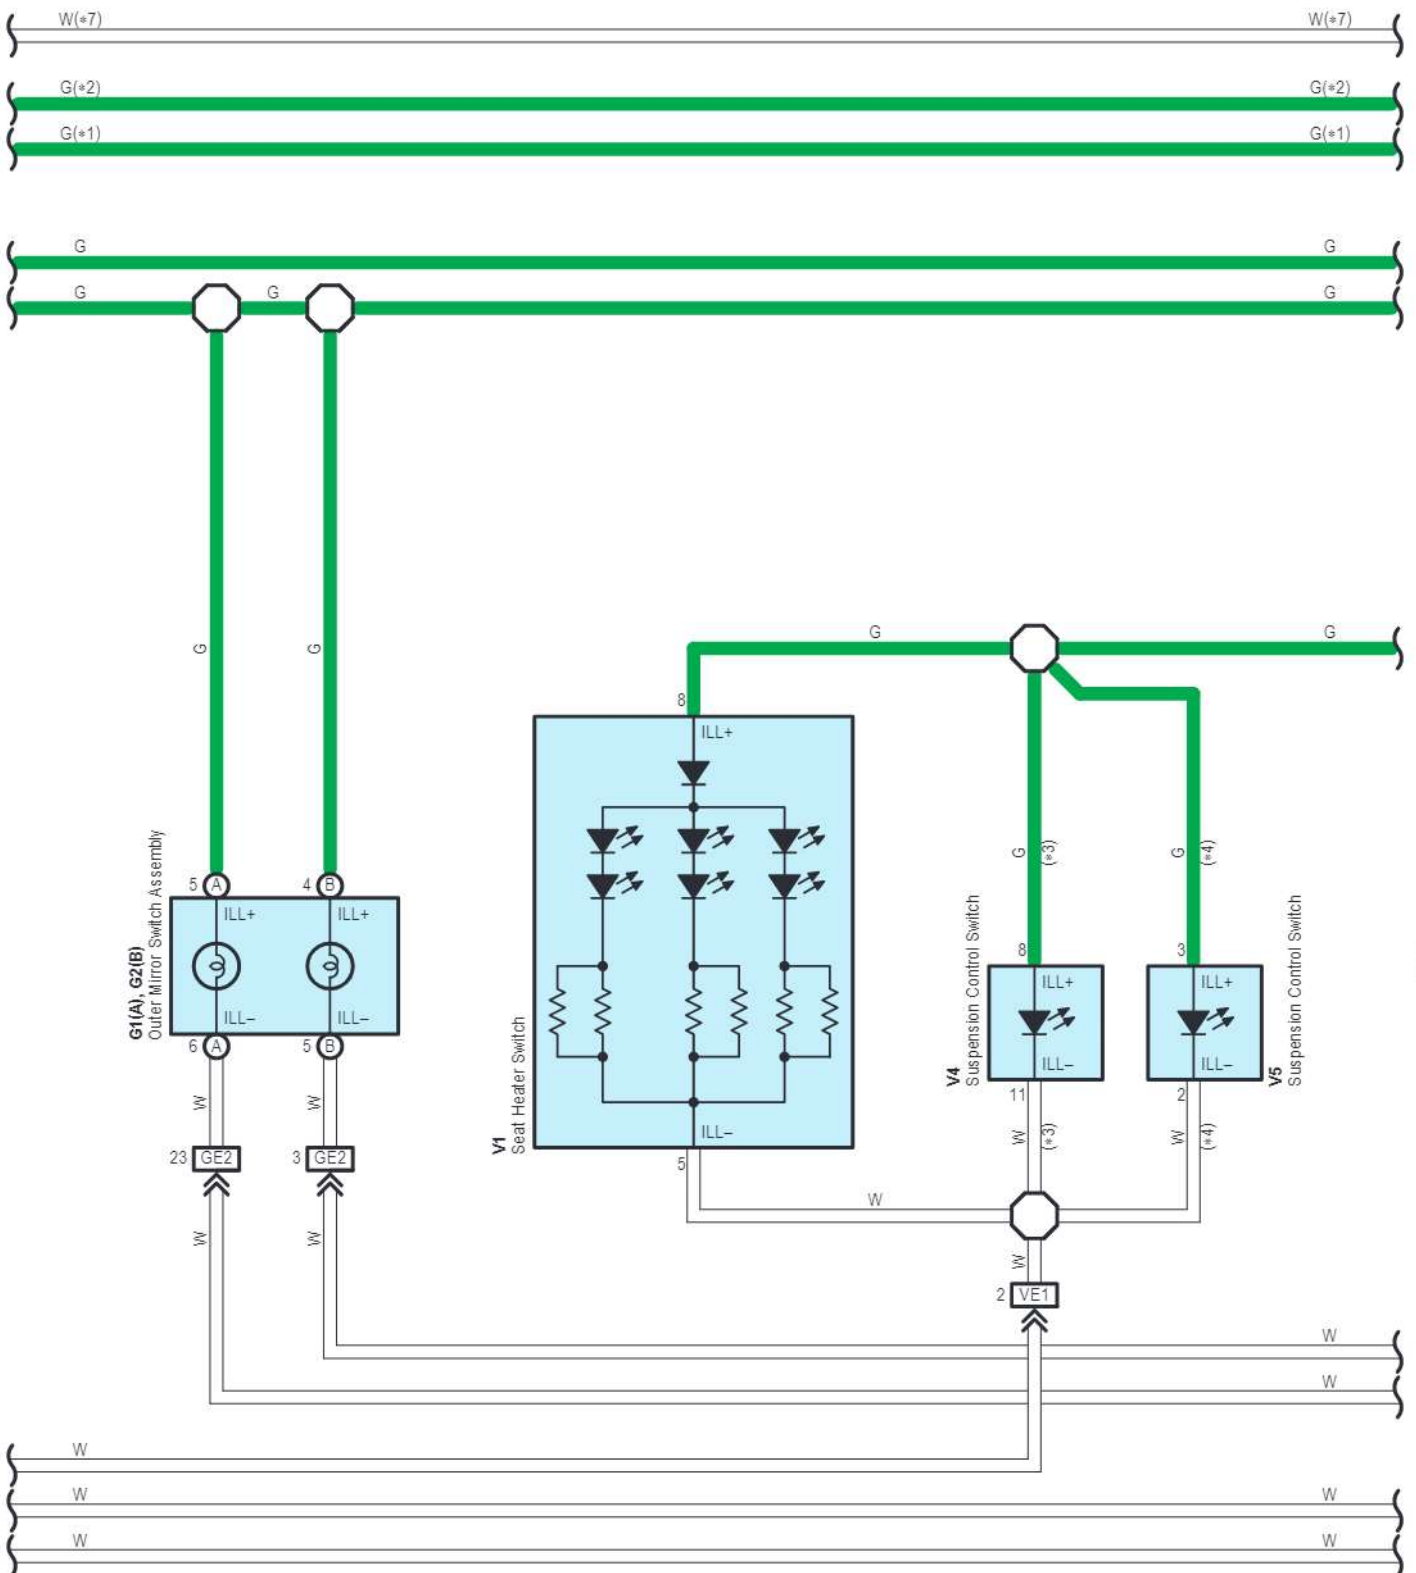 W(*7) W(*7)
G(*2) G(*2)
G(*1) G(*1)
G G
G G G
G G
G G
8
ILL+
G (*3) G (*4)
5 A 4 B
ILL+ ILL+
ILL– ILL–
6 A 5 B
G1(A), G2(B)
Outer Mirror Switch Assembly
8 3
ILL+ ILL+
ILL– ILL–
V4
Suspension Control Switch
V5
Suspension Control Switch
11 2
W W
W (*3) W (*4)
V1
Seat Heater Switch
ILL–
5
23 GE2 3 GE2
W
W W W
2 VE1
W
W
W
W W
W W